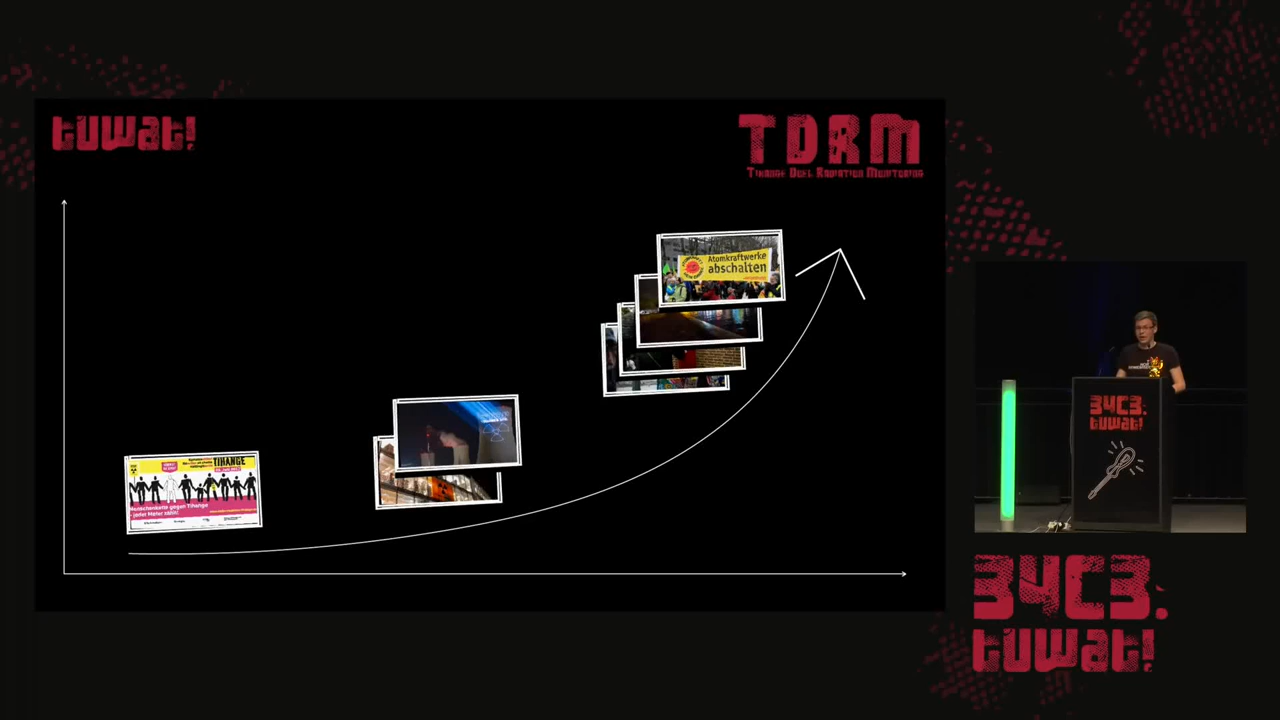 tuwat!
TDRM
Tihange Doel Radiation Monitoring
Atomkraftwerke
abschalten
TIHANGE
Menschenkette gegen Tihange
- jeder Meter zählt!
34C3.
tuwat!
34C3.
tuwat!